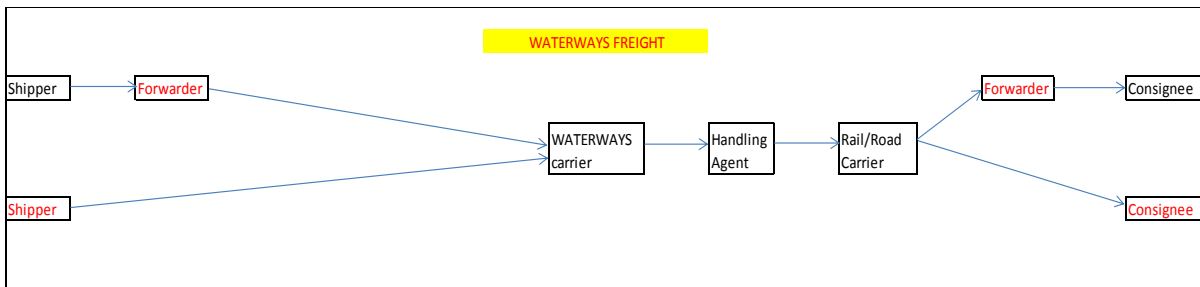 WATERWAYS FREIGHT
Shipper
Forwarder
Forwarder
Consignee
WATERWAYS
carrier
Handling
Agent
Rail/Road
Carrier
Shipper
Consignee